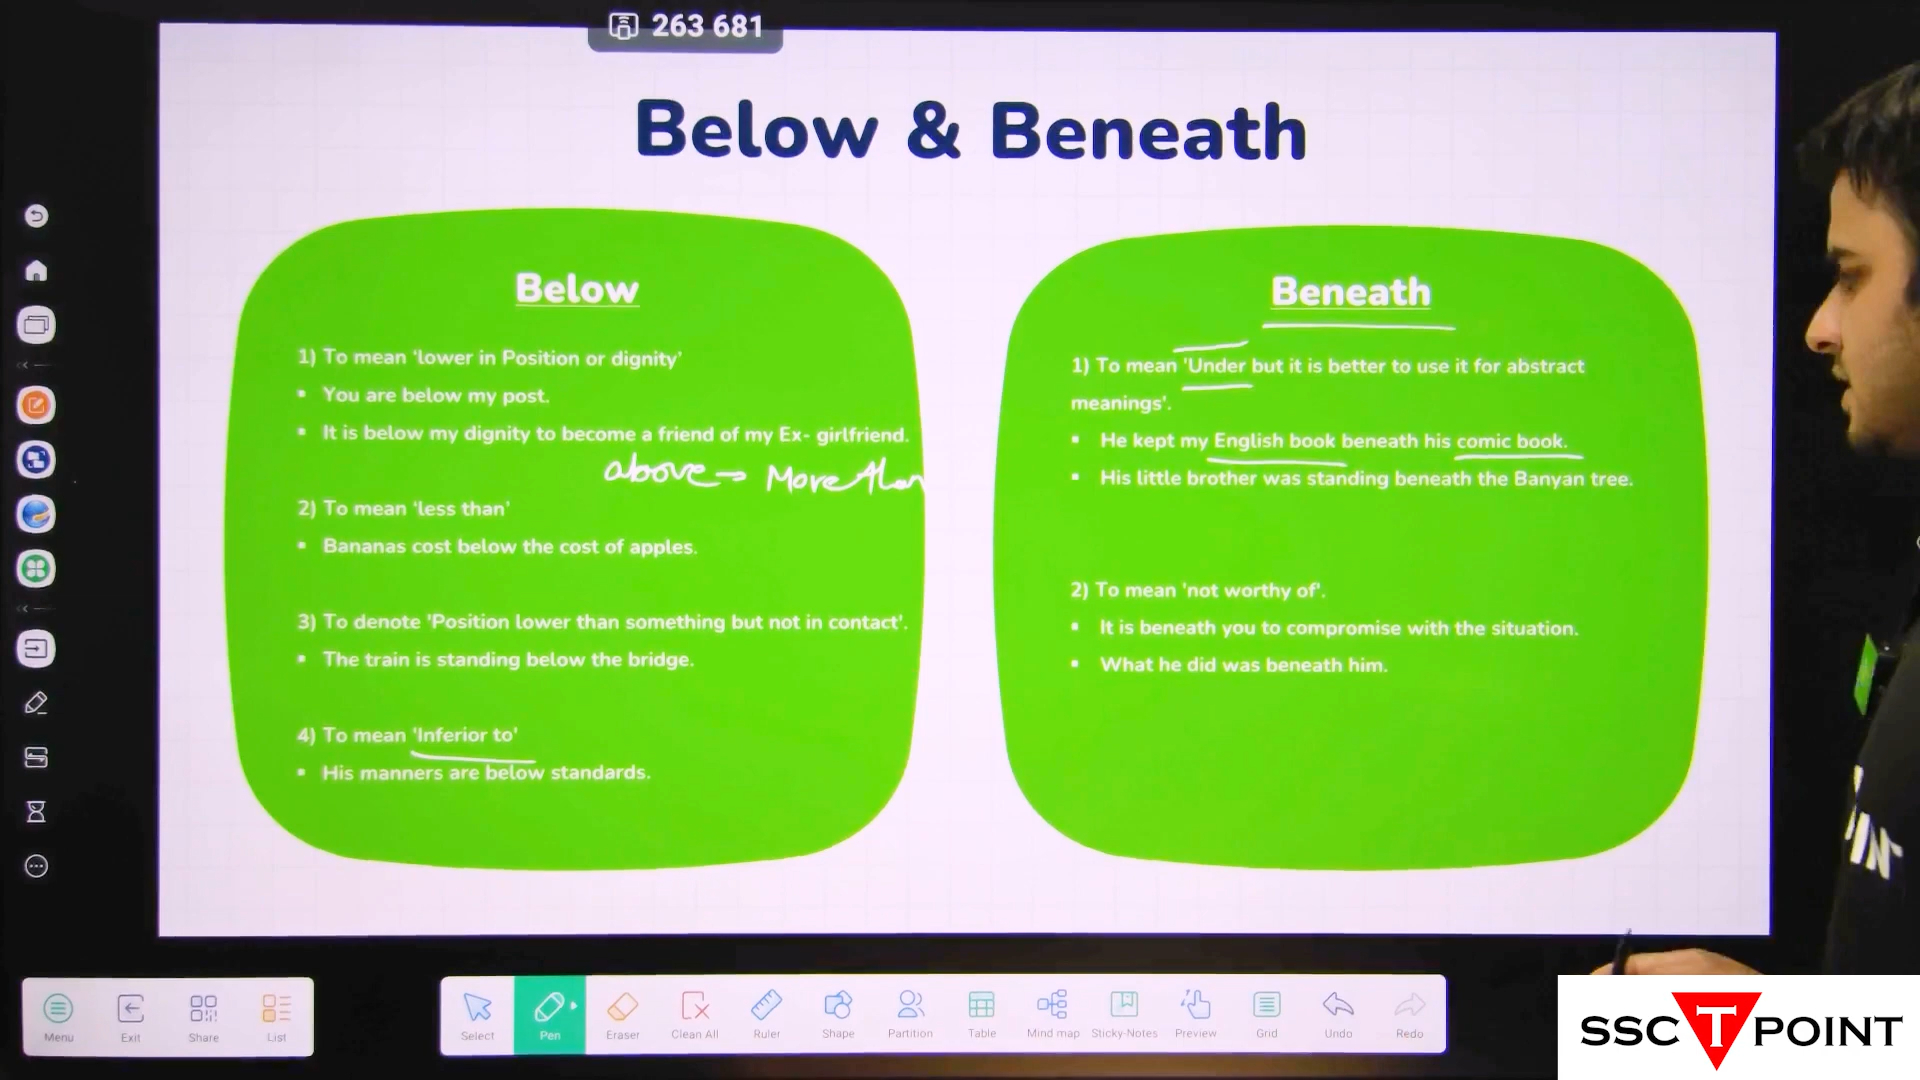 263 681
Below & Beneath
Below
1) To mean ‘lower in Position or dignity’
▪ You are below my post.
▪ It is below my dignity to become a friend of my Ex- girlfriend.
above → More than
2) To mean ‘less than’
▪ Bananas cost below the cost of apples.
3) To denote 'Position lower than something but not in contact'.
▪ The train is standing below the bridge.
4) To mean 'Inferior to'
▪ His manners are below standards.
Beneath
1) To mean 'Under but it is better to use it for abstract
meanings'.
▪ He kept my English book beneath his comic book.
▪ His little brother was standing beneath the Banyan tree.
2) To mean 'not worthy of'.
▪ It is beneath you to compromise with the situation.
▪ What he did was beneath him.
Menu Exit Share List
Select Pen Eraser Clean All Ruler Shape Partition Table Mind map Sticky-Notes Preview Grid Undo Redo
SSC T POINT